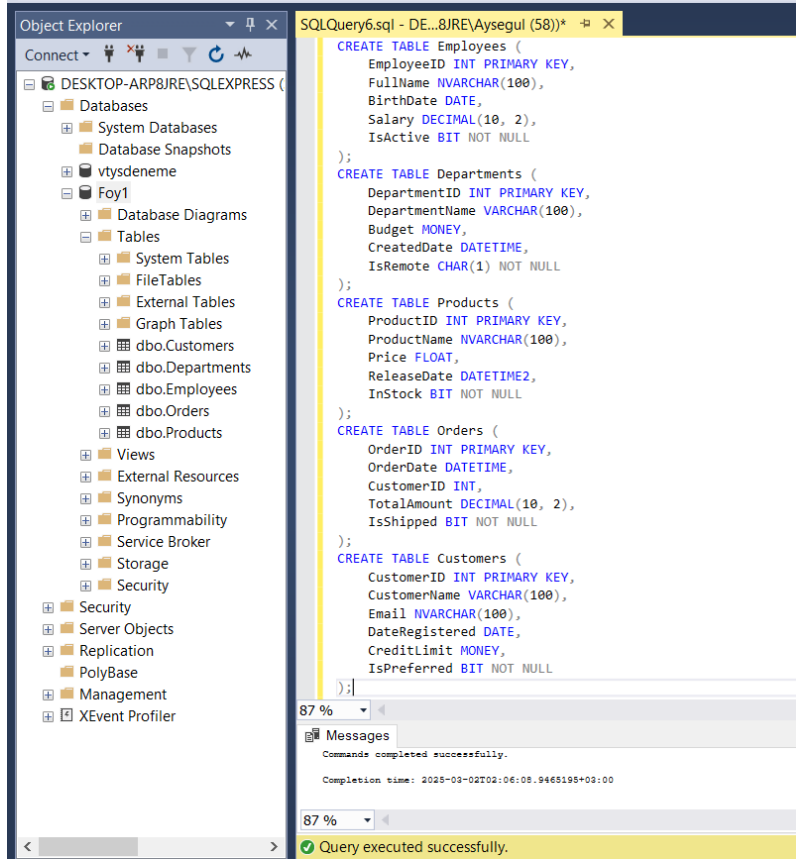 Object Explorer
Connect
DESKTOP-ARP8JRE\SQLEXPRESS (
Databases
System Databases
Database Snapshots
vtysdeneme
Foy1
Database Diagrams
Tables
System Tables
FileTables
External Tables
Graph Tables
dbo.Customers
dbo.Departments
dbo.Employees
dbo.Orders
dbo.Products
Views
External Resources
Synonyms
Programmability
Service Broker
Storage
Security
Security
Server Objects
Replication
PolyBase
Management
XEvent Profiler
SQLQuery6.sql - DE...8JRE\Aysegul (58))*
CREATE TABLE Employees (
EmployeeID INT PRIMARY KEY,
FullName NVARCHAR(100),
BirthDate DATE,
Salary DECIMAL(10, 2),
IsActive BIT NOT NULL
);
CREATE TABLE Departments (
DepartmentID INT PRIMARY KEY,
DepartmentName VARCHAR(100),
Budget MONEY,
CreatedDate DATETIME,
IsRemote CHAR(1) NOT NULL
);
CREATE TABLE Products (
ProductID INT PRIMARY KEY,
ProductName NVARCHAR(100),
Price FLOAT,
ReleaseDate DATETIME2,
InStock BIT NOT NULL
);
CREATE TABLE Orders (
OrderID INT PRIMARY KEY,
OrderDate DATETIME,
CustomerID INT,
TotalAmount DECIMAL(10, 2),
IsShipped BIT NOT NULL
);
CREATE TABLE Customers (
CustomerID INT PRIMARY KEY,
CustomerName VARCHAR(100),
Email NVARCHAR(100),
DateRegistered DATE,
CreditLimit MONEY,
IsPreferred BIT NOT NULL
);
87 %
Messages
Commands completed successfully.
Completion time: 2025-03-02T02:06:08.9465195+03:00
87 %
Query executed successfully.